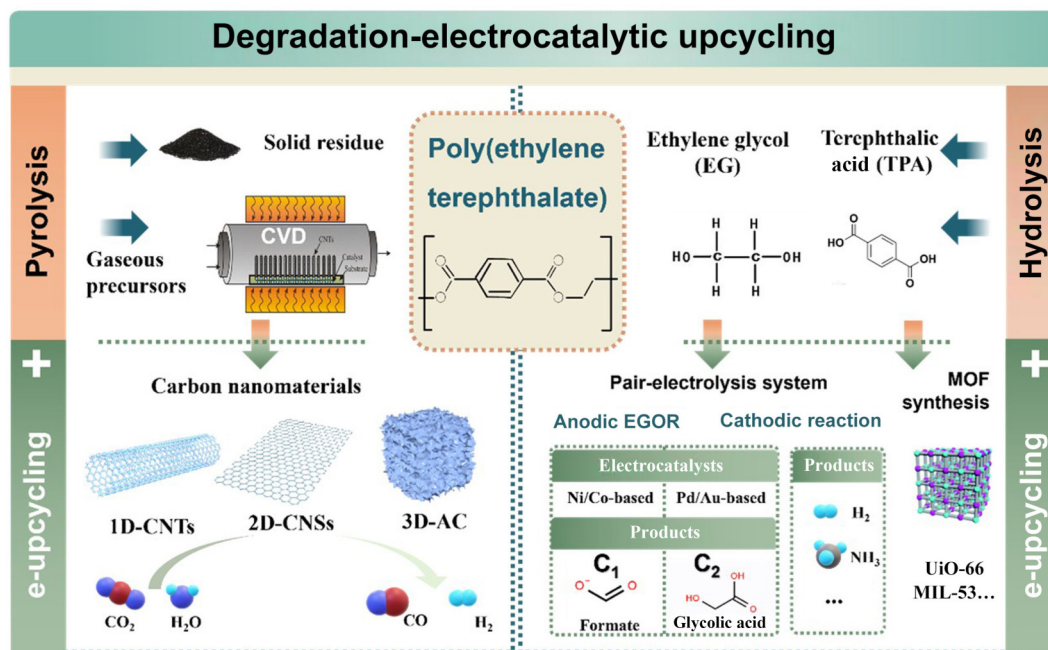 Degradation-electrocatalytic upcycling
Pyrolysis
+
e-upcycling
Solid residue
Gaseous
precursors
CVD
CNTs
Catalyst
Substrate
Carbon nanomaterials
1D-CNTs
2D-CNSs
3D-AC
CO2
H2O
CO
H2
Poly(ethylene
terephthalate)
O
O
O
O
Ethylene glycol
(EG)
H H
HO OH
H H
Terephthalic
acid (TPA)
O
HO
OH
O
Pair-electrolysis system
Anodic EGOR
Electrocatalysts
Ni/Co-based
Pd/Au-based
Products
C1
O-
O
Formate
C2
OH
HO
O
Glycolic acid
Cathodic reaction
Products
H2
NH3
...
MOF
synthesis
UiO-66
MIL-53…
Hydrolysis
+
e-upcycling